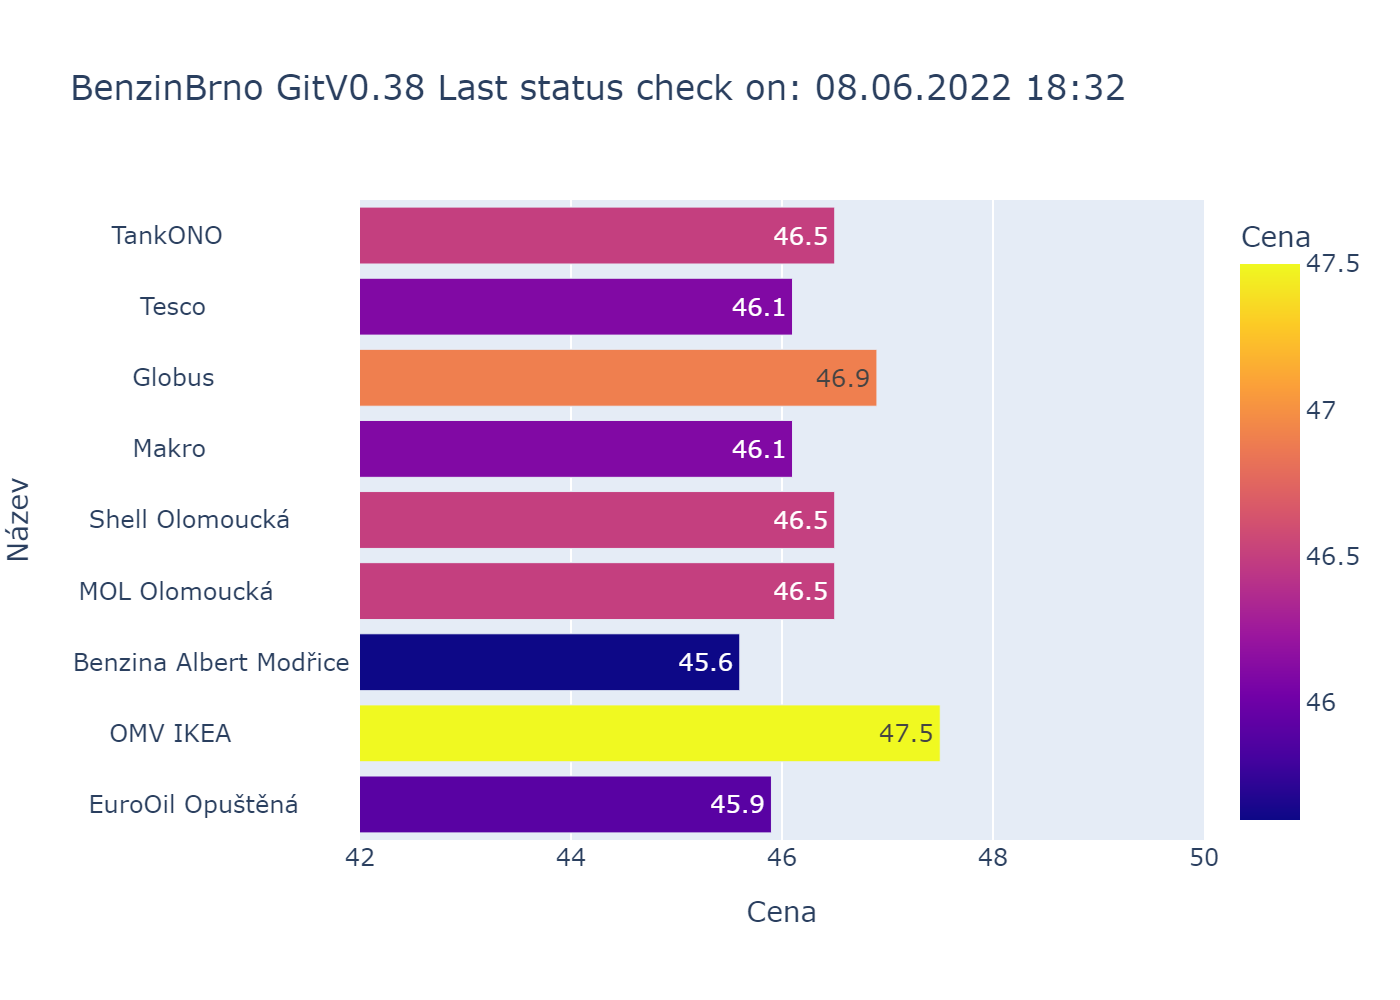 BenzinBrno GitV0.38 Last status check on: 08.06.2022 18:32
Název
TankONO 46.5
Tesco 46.1
Globus 46.9
Makro 46.1
Shell Olomoucká 46.5
MOL Olomoucká 46.5
Benzina Albert Modřice 45.6
OMV IKEA 47.5
EuroOil Opuštěná 45.9
42 44 46 48 50
Cena
Cena
47.5
47
46.5
46